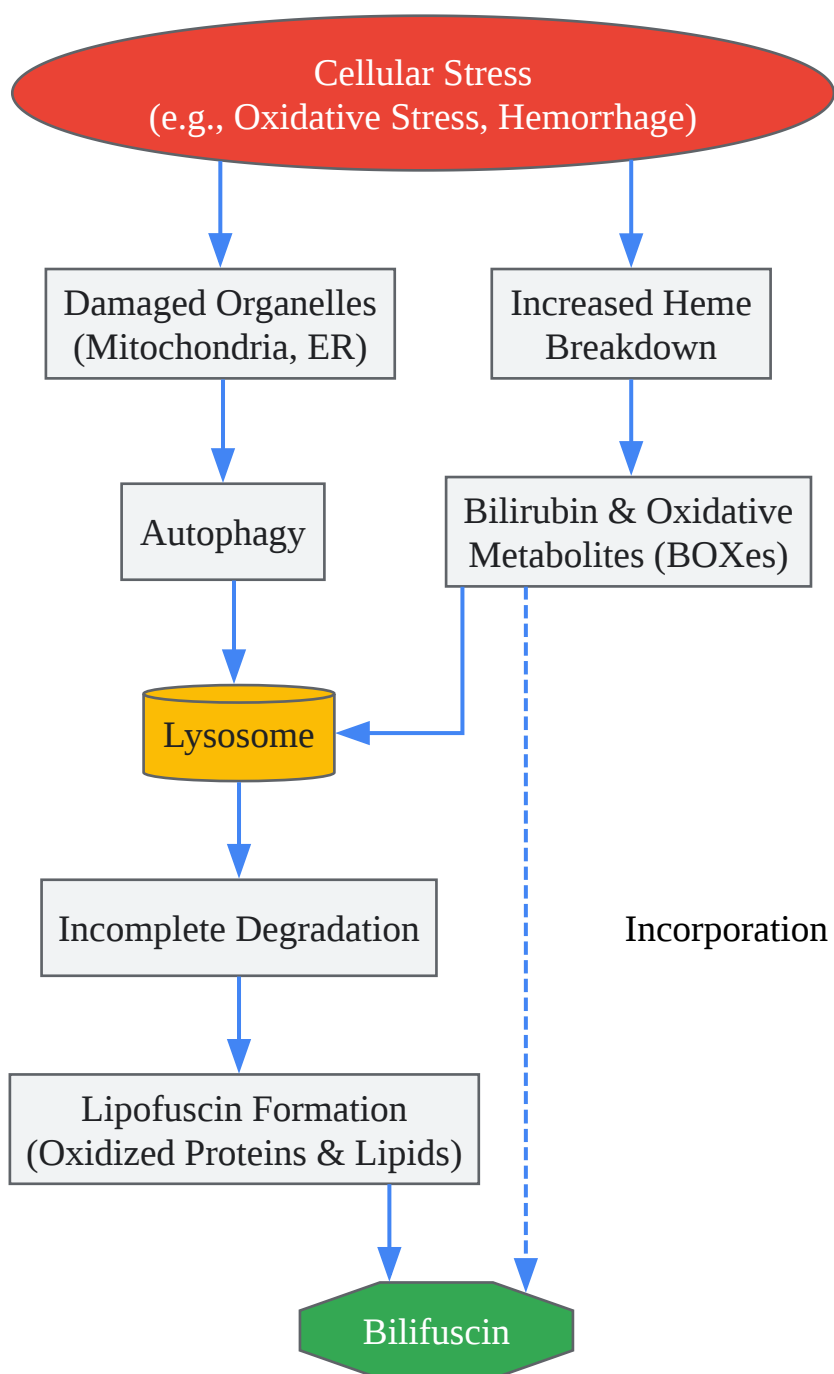 Cellular Stress
(e.g., Oxidative Stress, Hemorrhage)
Damaged Organelles
(Mitochondria, ER)
Increased Heme
Breakdown
Autophagy
Bilirubin & Oxidative
Metabolites (BOXes)
Lysosome
Incomplete Degradation
Incorporation
Lipofuscin Formation
(Oxidized Proteins & Lipids)
Bilifuscin